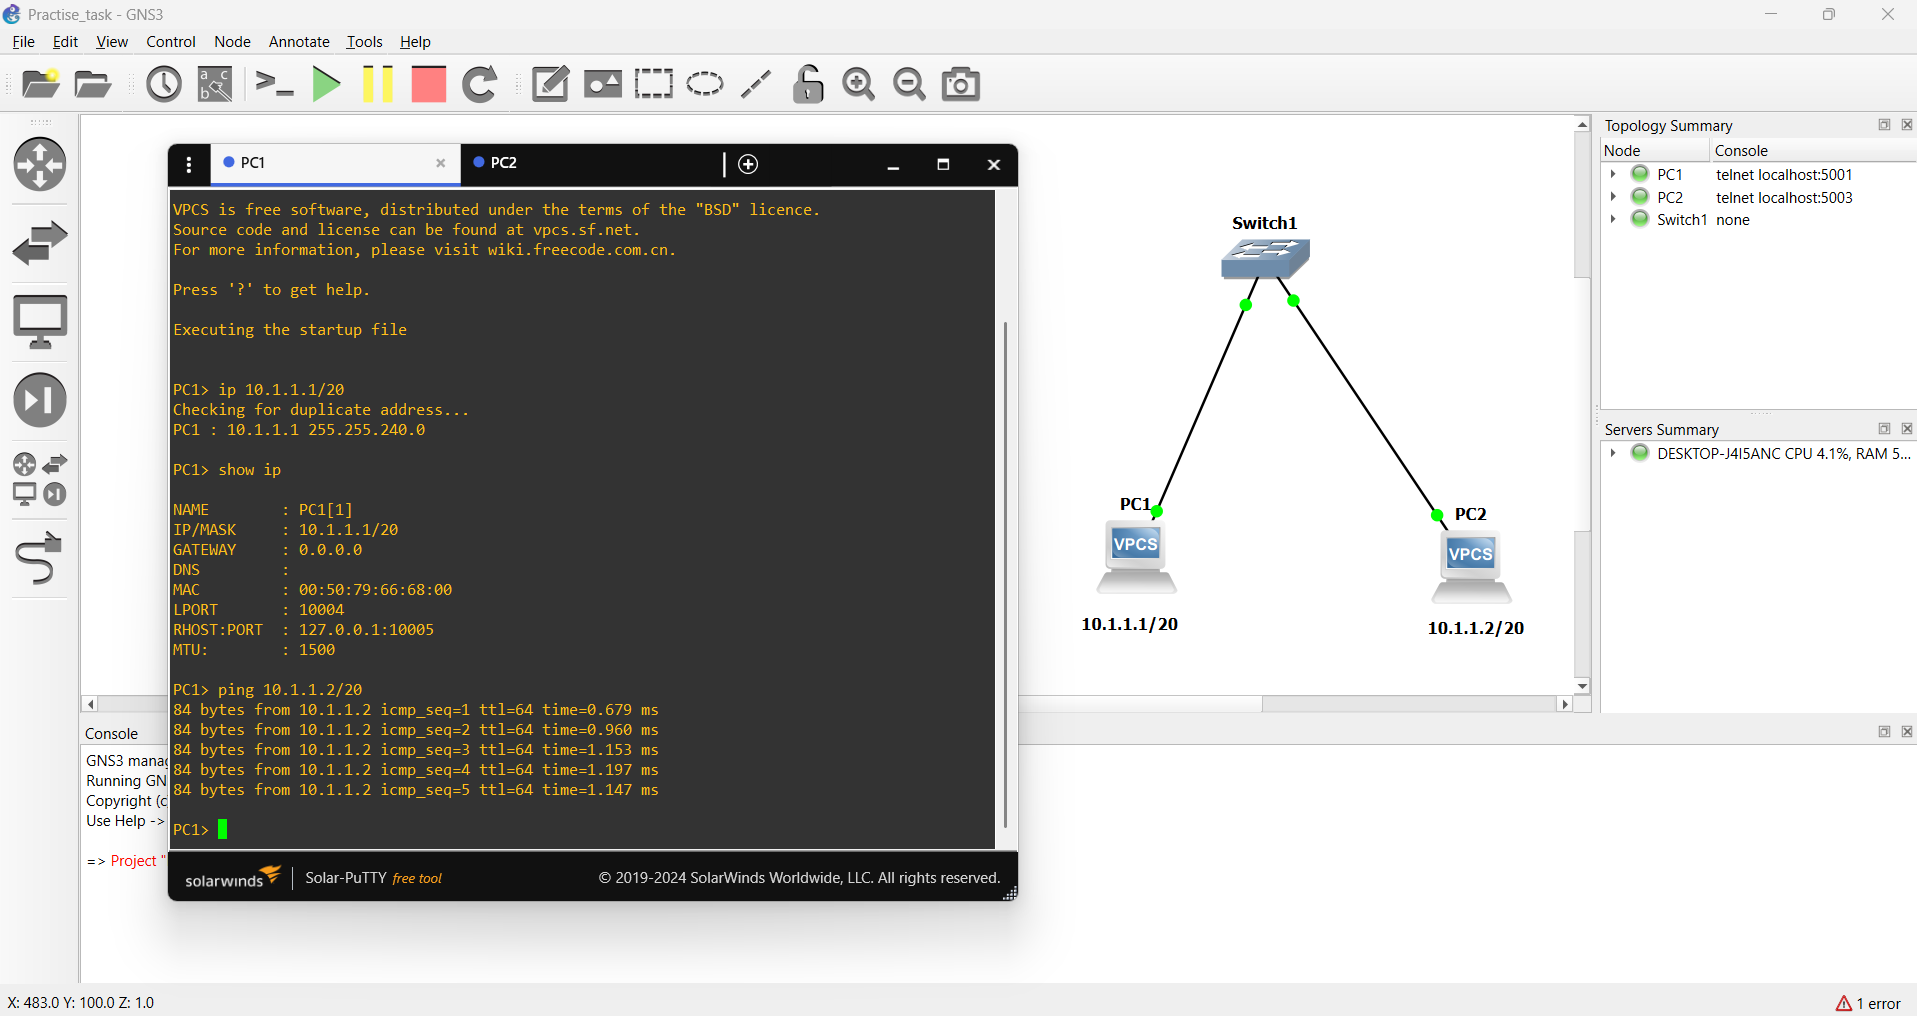 Practise_task - GNS3
File Edit View Control Node Annotate Tools Help
PC1
PC2
VPCS is free software, distributed under the terms of the "BSD" licence.
Source code and license can be found at vpcs.sf.net.
For more information, please visit wiki.freecode.com.cn.
Press '?' to get help.
Executing the startup file
PC1> ip 10.1.1.1/20
Checking for duplicate address...
PC1 : 10.1.1.1 255.255.240.0
PC1> show ip
NAME : PC1[1]
IP/MASK : 10.1.1.1/20
GATEWAY : 0.0.0.0
DNS :
MAC : 00:50:79:66:68:00
LPORT : 10004
RHOST:PORT : 127.0.0.1:10005
MTU: : 1500
PC1> ping 10.1.1.2/20
84 bytes from 10.1.1.2 icmp_seq=1 ttl=64 time=0.679 ms
84 bytes from 10.1.1.2 icmp_seq=2 ttl=64 time=0.960 ms
84 bytes from 10.1.1.2 icmp_seq=3 ttl=64 time=1.153 ms
84 bytes from 10.1.1.2 icmp_seq=4 ttl=64 time=1.197 ms
84 bytes from 10.1.1.2 icmp_seq=5 ttl=64 time=1.147 ms
PC1>
solarwinds Solar-PuTTY free tool © 2019-2024 SolarWinds Worldwide, LLC. All rights reserved.
Switch1
PC1
VPCS
10.1.1.1/20
PC2
VPCS
10.1.1.2/20
Topology Summary
Node Console
PC1 telnet localhost:5001
PC2 telnet localhost:5003
Switch1 none
Servers Summary
DESKTOP-J4I5ANC CPU 4.1%, RAM 5...
Console
GNS3 mana
Running GN
Copyright (c
Use Help ->
=> Project "
X: 483.0 Y: 100.0 Z: 1.0
1 error